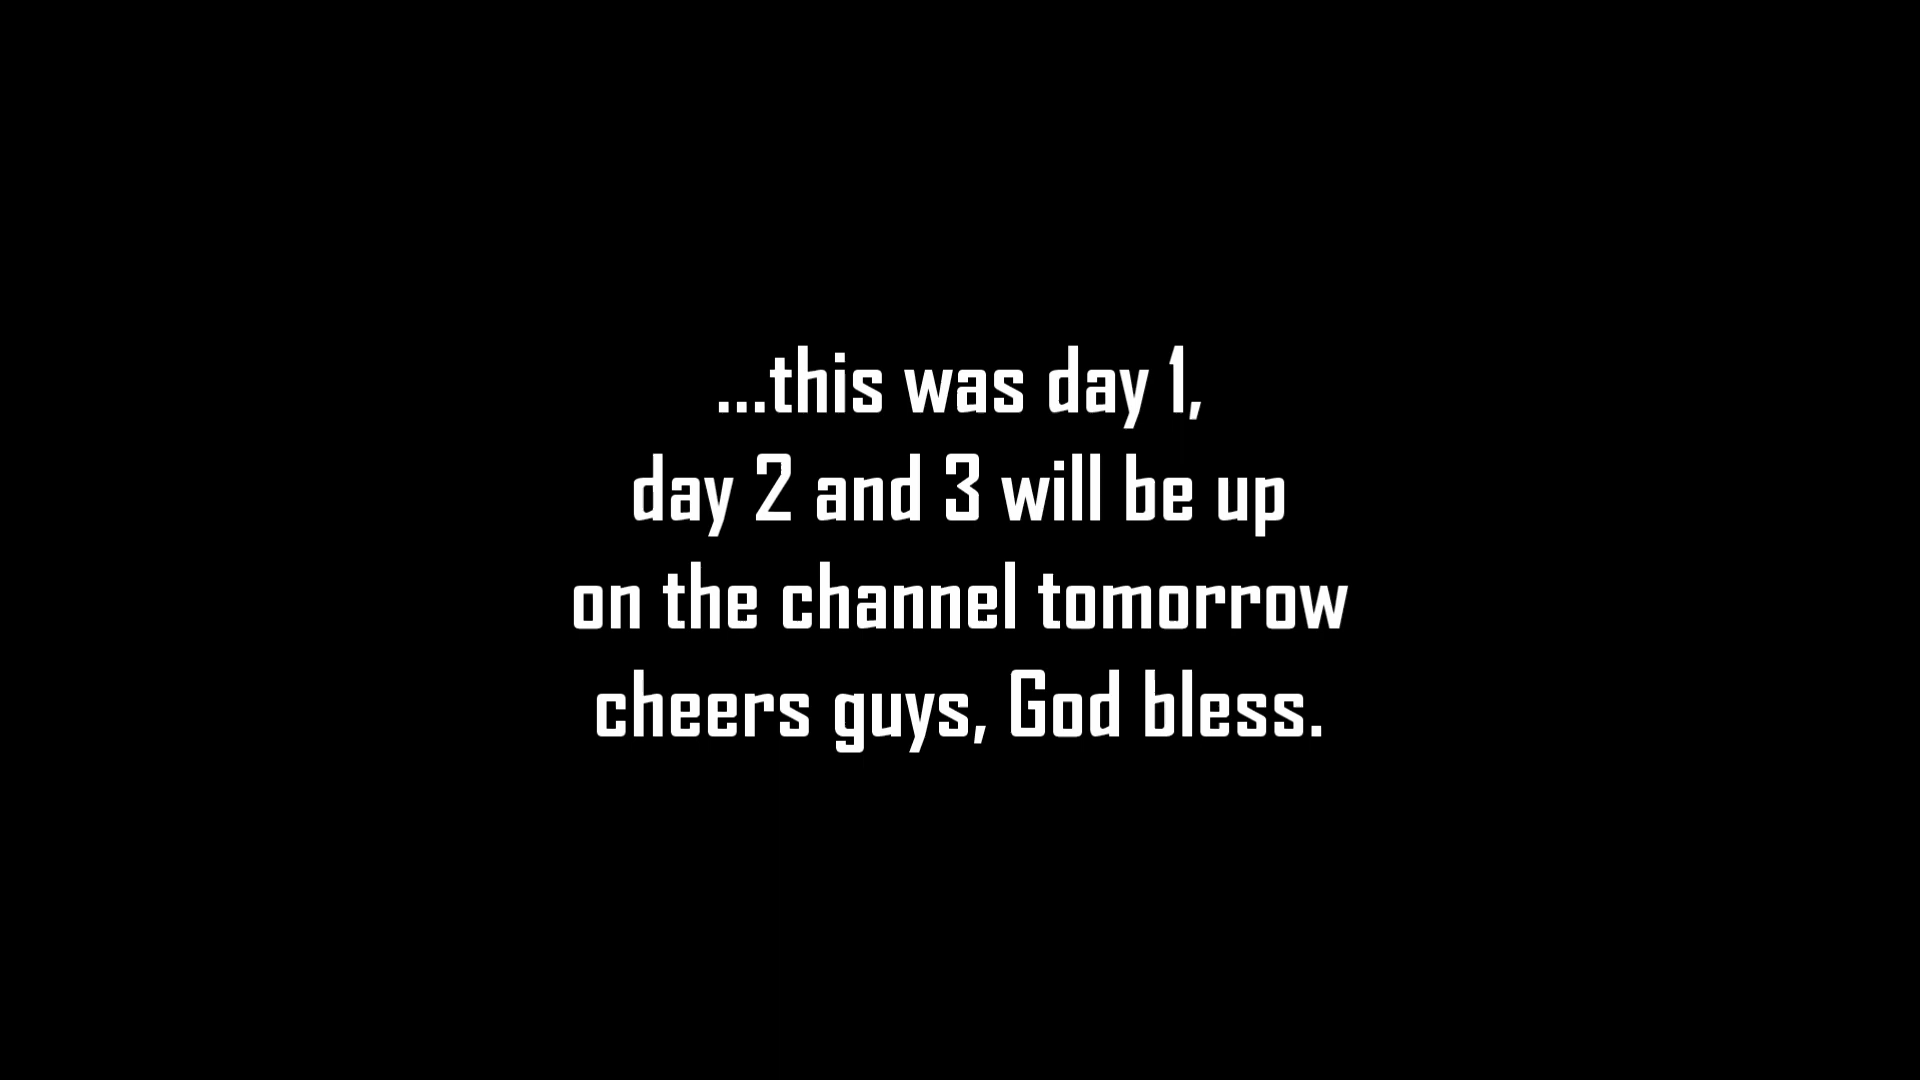 ...this was day 1,
day 2 and 3 will be up
on the channel tomorrow
cheers guys, God bless.